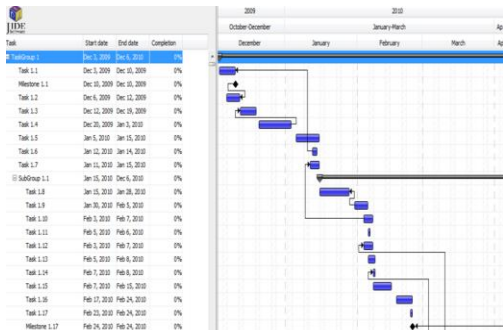 JIDE
2009 2010
October-December January-March
December January February March
Task Start date End date Completion
TaskGroup 1 Dec 3, 2009 Dec 6, 2010 0%
Task 1.1 Dec 3, 2009 Dec 10, 2009 0%
Milestone 1.1 Dec 10, 2009 Dec 10, 2009 0%
Task 1.2 Dec 6, 2009 Dec 12, 2009 0%
Task 1.3 Dec 12, 2009 Dec 19, 2009 0%
Task 1.4 Dec 20, 2009 Jan 3, 2010 0%
Task 1.5 Jan 5, 2010 Jan 15, 2010 0%
Task 1.6 Jan 12, 2010 Jan 14, 2010 0%
Task 1.7 Jan 11, 2010 Jan 15, 2010 0%
SubGroup 1.1 Jan 15, 2010 Dec 6, 2010 0%
Task 1.8 Jan 15, 2010 Jan 28, 2010 0%
Task 1.9 Jan 30, 2010 Feb 5, 2010 0%
Task 1.10 Feb 3, 2010 Feb 7, 2010 0%
Task 1.11 Feb 5, 2010 Feb 6, 2010 0%
Task 1.12 Feb 3, 2010 Feb 7, 2010 0%
Task 1.13 Feb 5, 2010 Feb 8, 2010 0%
Task 1.14 Feb 7, 2010 Feb 8, 2010 0%
Task 1.15 Feb 7, 2010 Feb 15, 2010 0%
Task 1.16 Feb 17, 2010 Feb 24, 2010 0%
Task 1.17 Feb 23, 2010 Feb 24, 2010 0%
Milestone 1.17 Feb 24, 2010 Feb 24, 2010 0%